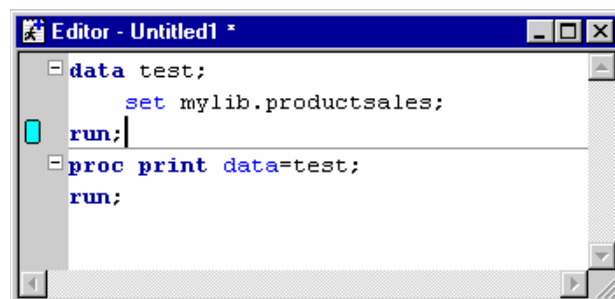 Editor - Untitled1 *
data test;
set mylib.productsales;
run;
proc print data=test;
run;